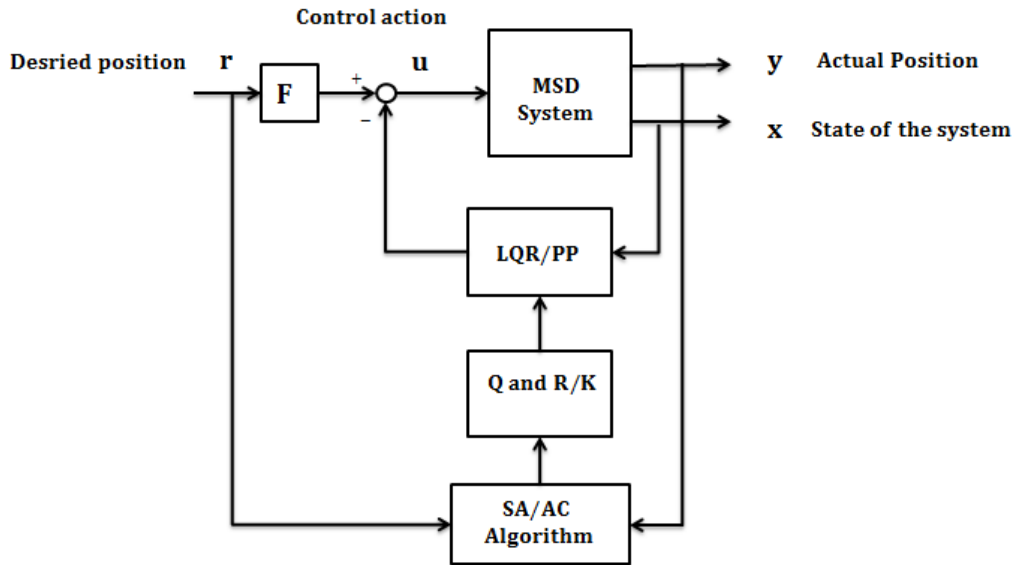 Control action
Desried position r
F
+
−
u
MSD
System
y Actual Position
x State of the system
LQR/PP
Q and R/K
SA/AC
Algorithm